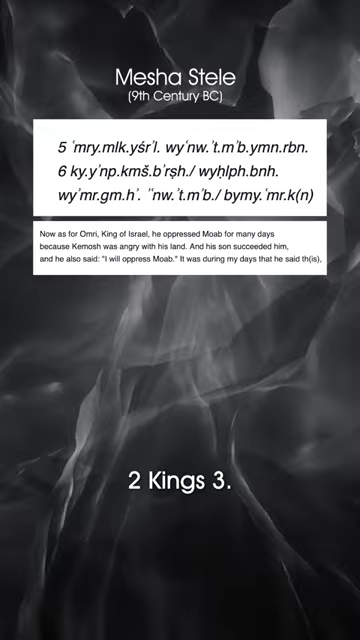 Mesha Stele
(9th Century BC)
5 ʿmry.mlk.yśrʾl. wyʿnw.ʾt.mʾb.ymn.rbn.
6 ky.yʾnp.kmš.bʾrṣh./ wyḥlph.bnh.
wyʾmr.gm.hʾ. ʾʿnw.ʾt.mʾb./ bymy.ʿmr.k(n)
Now as for Omri, King of Israel, he oppressed Moab for many days
because Kemosh was angry with his land. And his son succeeded him,
and he also said: "I will oppress Moab." It was during my days that he said th(is),
2 Kings 3.